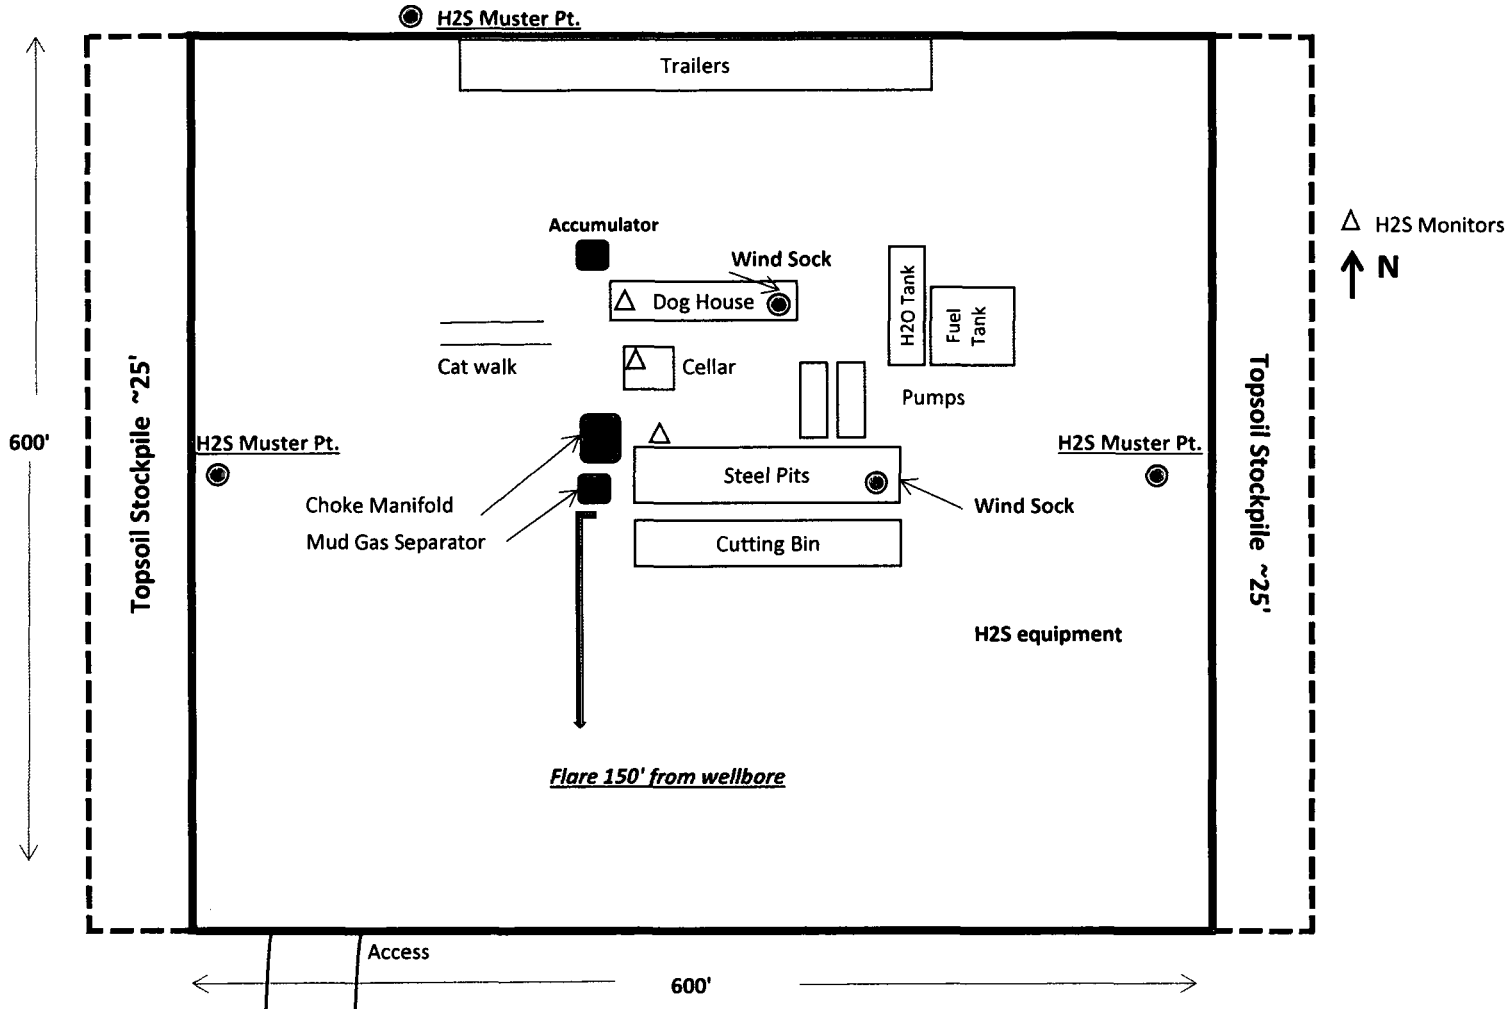 H2S Muster Pt.
Trailers
Accumulator
Wind Sock
H2S Monitors
N
Dog House
H2O Tank
Fuel
Tank
Cat walk
Cellar
Pumps
Topsoil Stockpile ~25'
Topsoil Stockpile ~25'
600'
H2S Muster Pt.
H2S Muster Pt.
Steel Pits
Choke Manifold
Wind Sock
Mud Gas Separator
Cutting Bin
H2S equipment
Flare 150' from wellbore
Access
600'